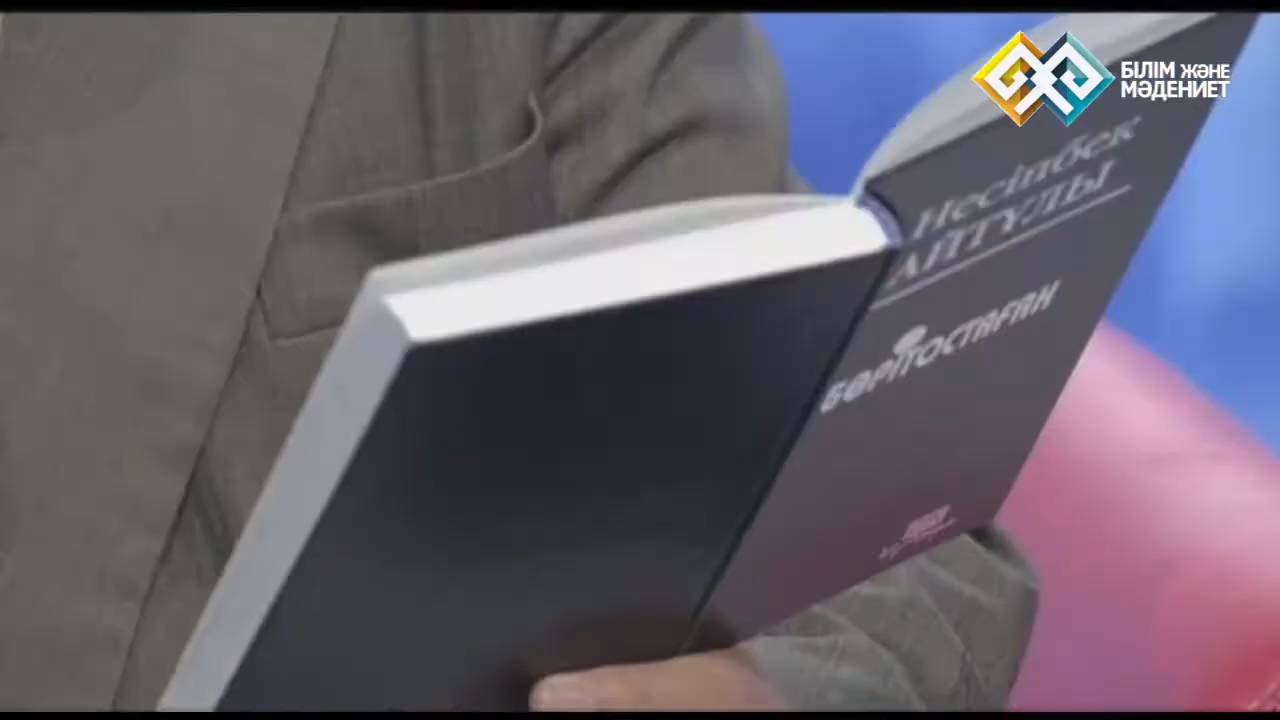 БІЛІМ ЖӘНЕ
МӘДЕНИЕТ
Несіпбек
АЙТҰЛЫ
БӨРІТОСТАҒАН